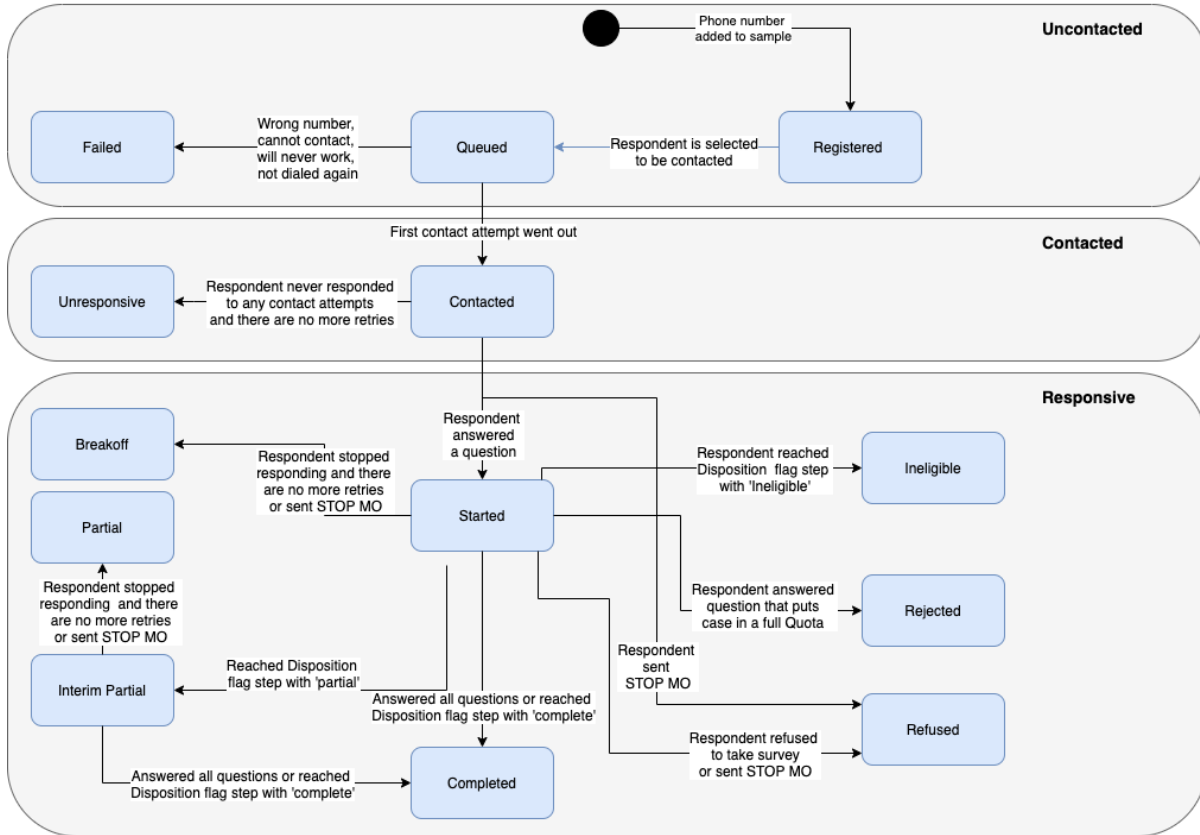 Phone number
added to sample
Uncontacted
Failed
Wrong number,
cannot contact,
will never work,
not dialed again
Queued
Respondent is selected
to be contacted
Registered
First contact attempt went out
Contacted
Unresponsive
Respondent never responded
to any contact attempts
and there are no more retries
Contacted
Responsive
Breakoff
Respondent stopped
responding and there
are no more retries
or sent STOP MO
Respondent
answered
a question
Respondent reached
Disposition flag step
with 'Ineligible'
Ineligible
Partial
Started
Respondent stopped
responding and there
are no more retries
or sent STOP MO
Respondent answered
question that puts
case in a full Quota
Rejected
Interim Partial
Reached Disposition
flag step with 'partial'
Respondent
sent
STOP MO
Answered all questions or reached
Disposition flag step with 'complete'
Refused
Respondent refused
to take survey
or sent STOP MO
Answered all questions or reached
Disposition flag step with 'complete'
Completed